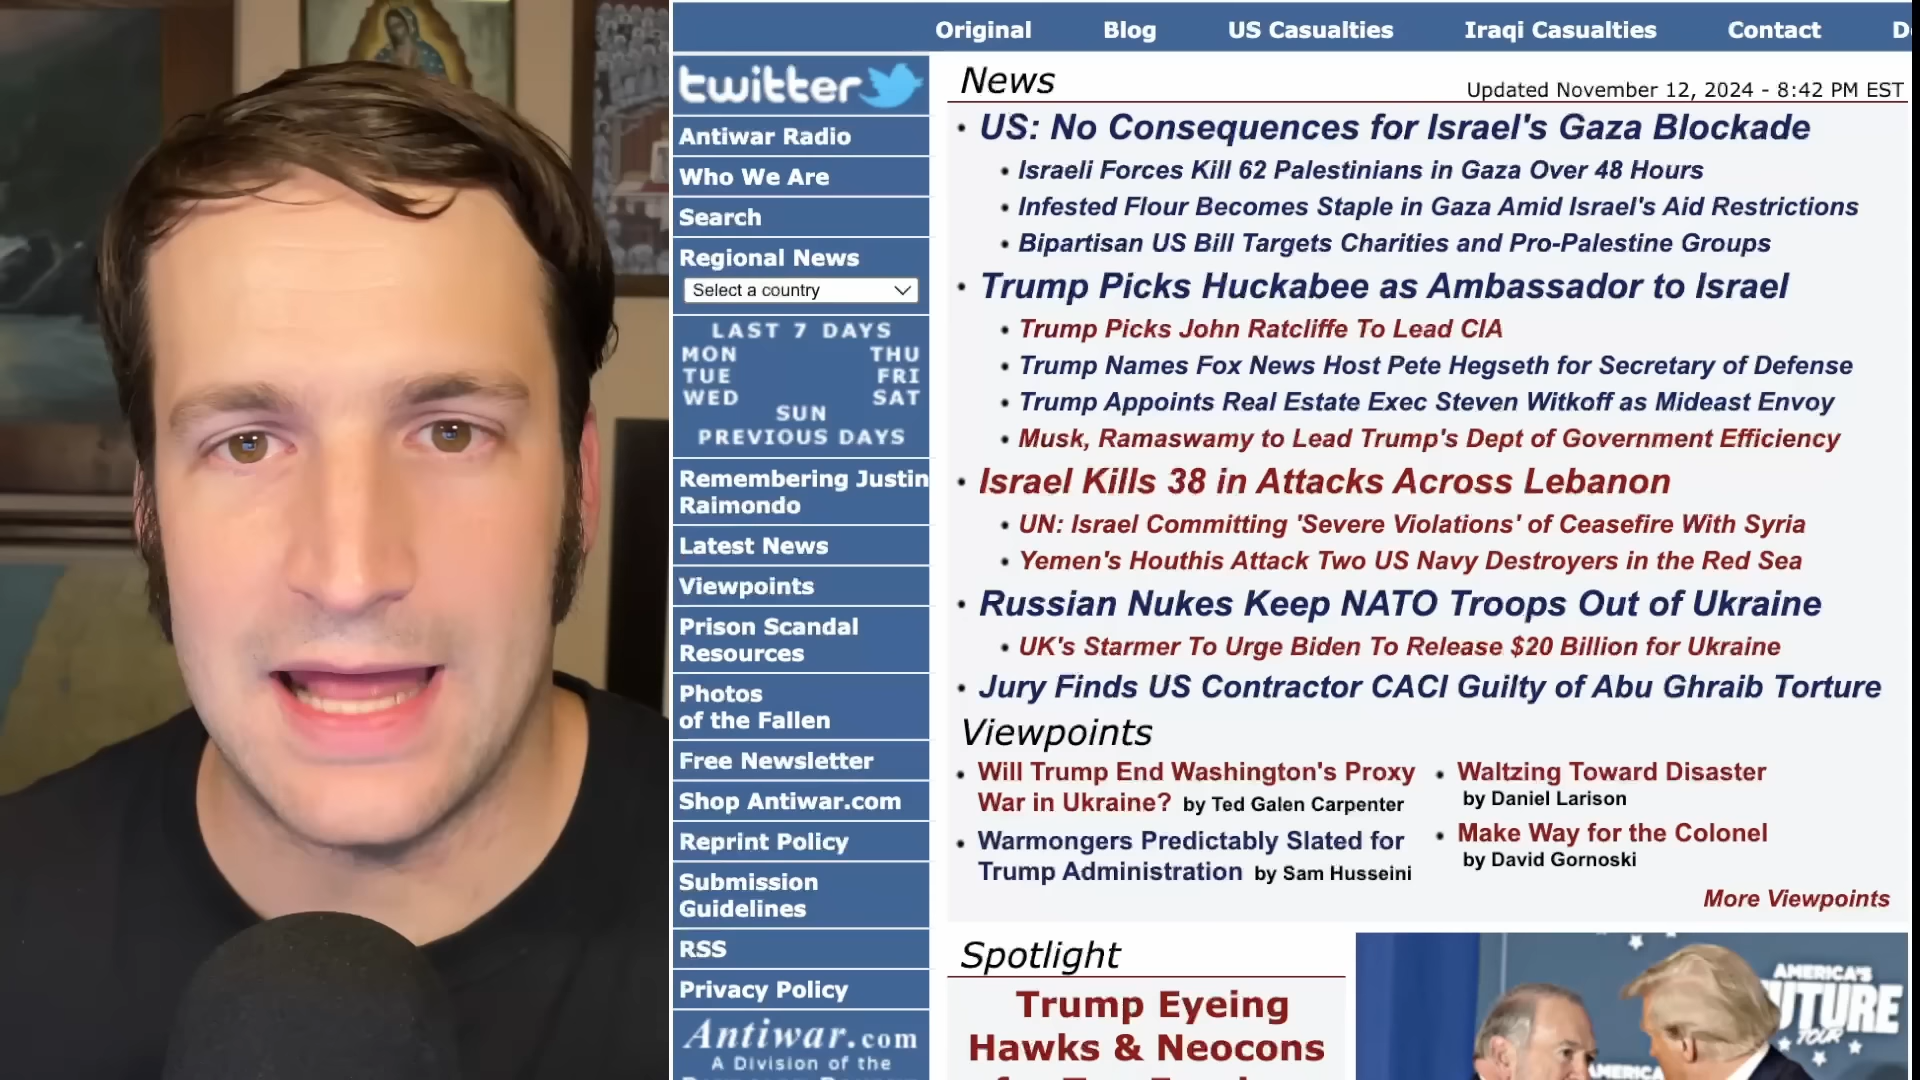 Original Blog US Casualties Iraqi Casualties Contact
twitter
Antiwar Radio
Who We Are
Search
Regional News
Select a country
LAST 7 DAYS
MON THU
TUE FRI
WED SAT
SUN
PREVIOUS DAYS
Remembering Justin
Raimondo
Latest News
Viewpoints
Prison Scandal
Resources
Photos
of the Fallen
Free Newsletter
Shop Antiwar.com
Reprint Policy
Submission
Guidelines
RSS
Privacy Policy
Antiwar.com
A Division of the
News
Updated November 12, 2024 - 8:42 PM EST
US: No Consequences for Israel's Gaza Blockade
Israeli Forces Kill 62 Palestinians in Gaza Over 48 Hours
Infested Flour Becomes Staple in Gaza Amid Israel's Aid Restrictions
Bipartisan US Bill Targets Charities and Pro-Palestine Groups
Trump Picks Huckabee as Ambassador to Israel
Trump Picks John Ratcliffe To Lead CIA
Trump Names Fox News Host Pete Hegseth for Secretary of Defense
Trump Appoints Real Estate Exec Steven Witkoff as Mideast Envoy
Musk, Ramaswamy to Lead Trump's Dept of Government Efficiency
Israel Kills 38 in Attacks Across Lebanon
UN: Israel Committing 'Severe Violations' of Ceasefire With Syria
Yemen's Houthis Attack Two US Navy Destroyers in the Red Sea
Russian Nukes Keep NATO Troops Out of Ukraine
UK's Starmer To Urge Biden To Release $20 Billion for Ukraine
Jury Finds US Contractor CACI Guilty of Abu Ghraib Torture
Viewpoints
Will Trump End Washington's Proxy
War in Ukraine? by Ted Galen Carpenter
Warmongers Predictably Slated for
Trump Administration by Sam Husseini
Waltzing Toward Disaster
by Daniel Larison
Make Way for the Colonel
by David Gornoski
More Viewpoints
Spotlight
Trump Eyeing
Hawks & Neocons
AMERICA'S
FUTURE
TOUR
AMERICA